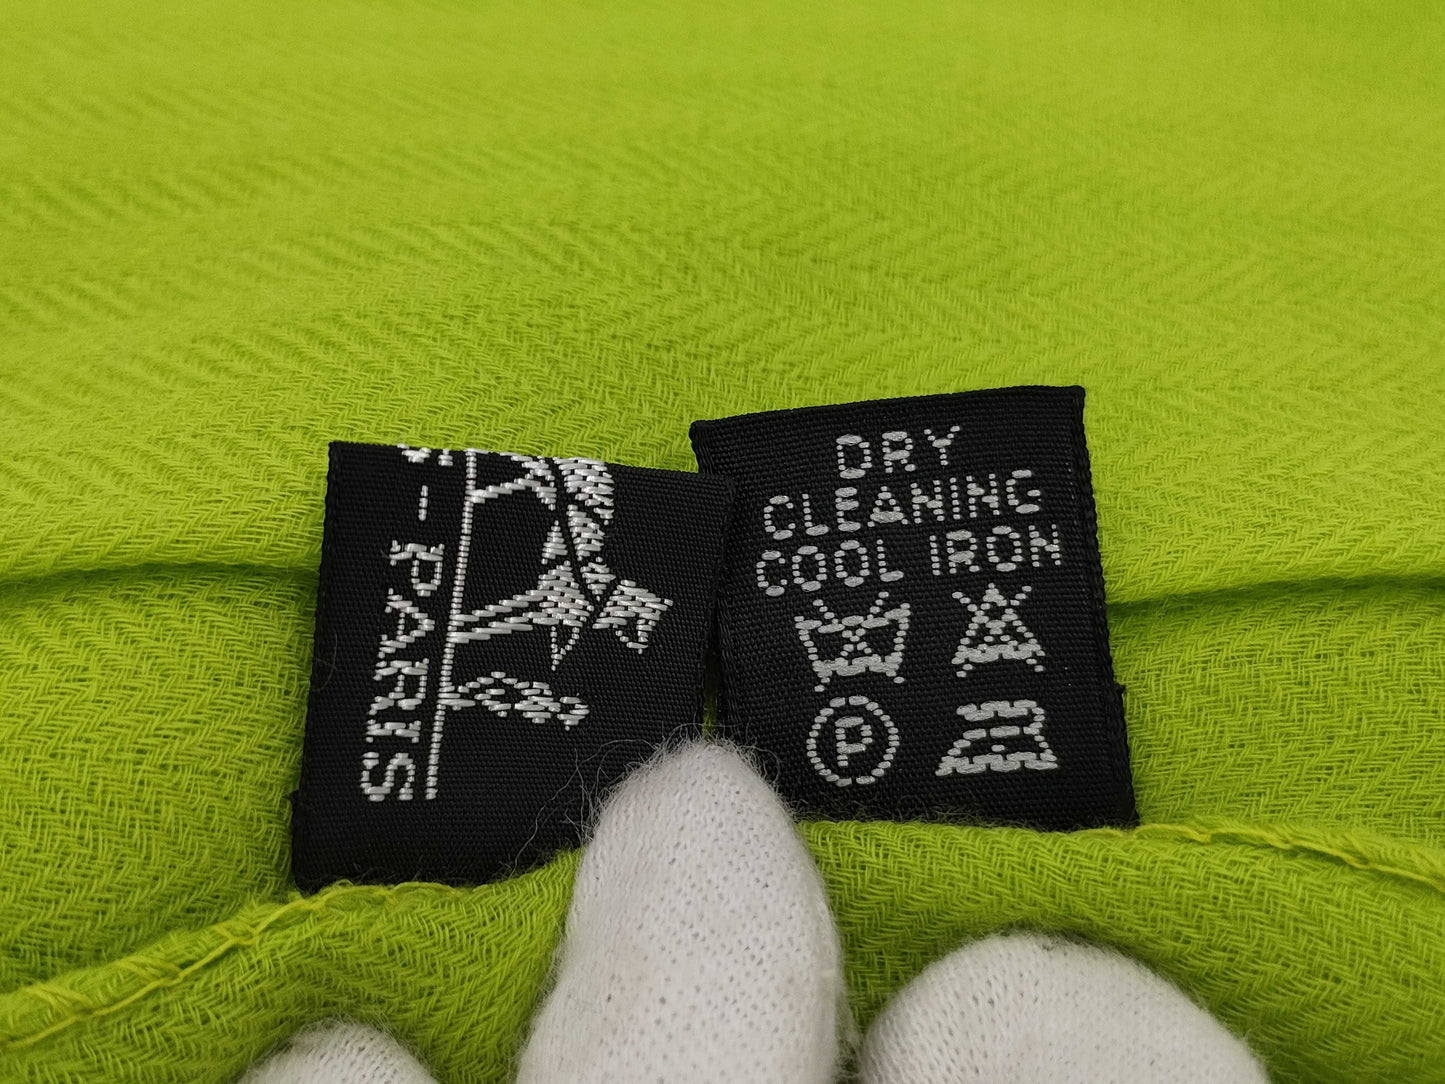 - PARIS
DRY
CLEANING
COOL IRON
P